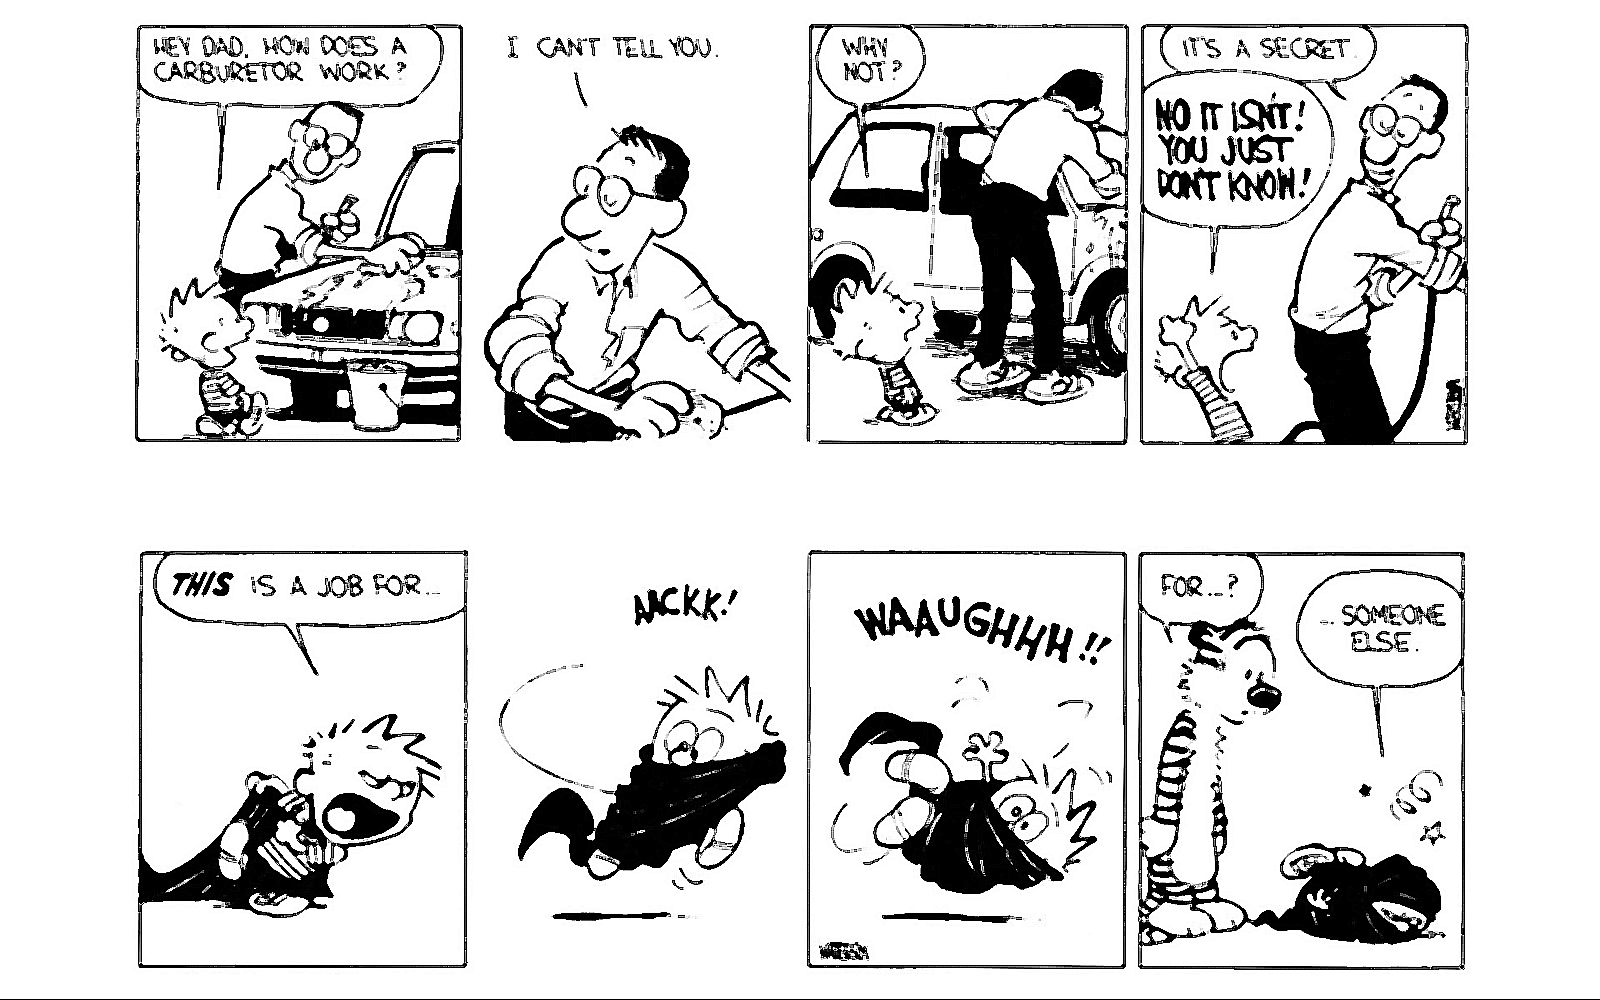 HEY DAD, HOW DOES A
CARBURETOR WORK?
I CAN'T TELL YOU.
WHY
NOT?
IT'S A SECRET.
NO IT ISN'T!
YOU JUST
DON'T KNOW!
THIS IS A JOB FOR...
AACKK!
WAAUGHHH!!
FOR...?
...SOMEONE
ELSE.